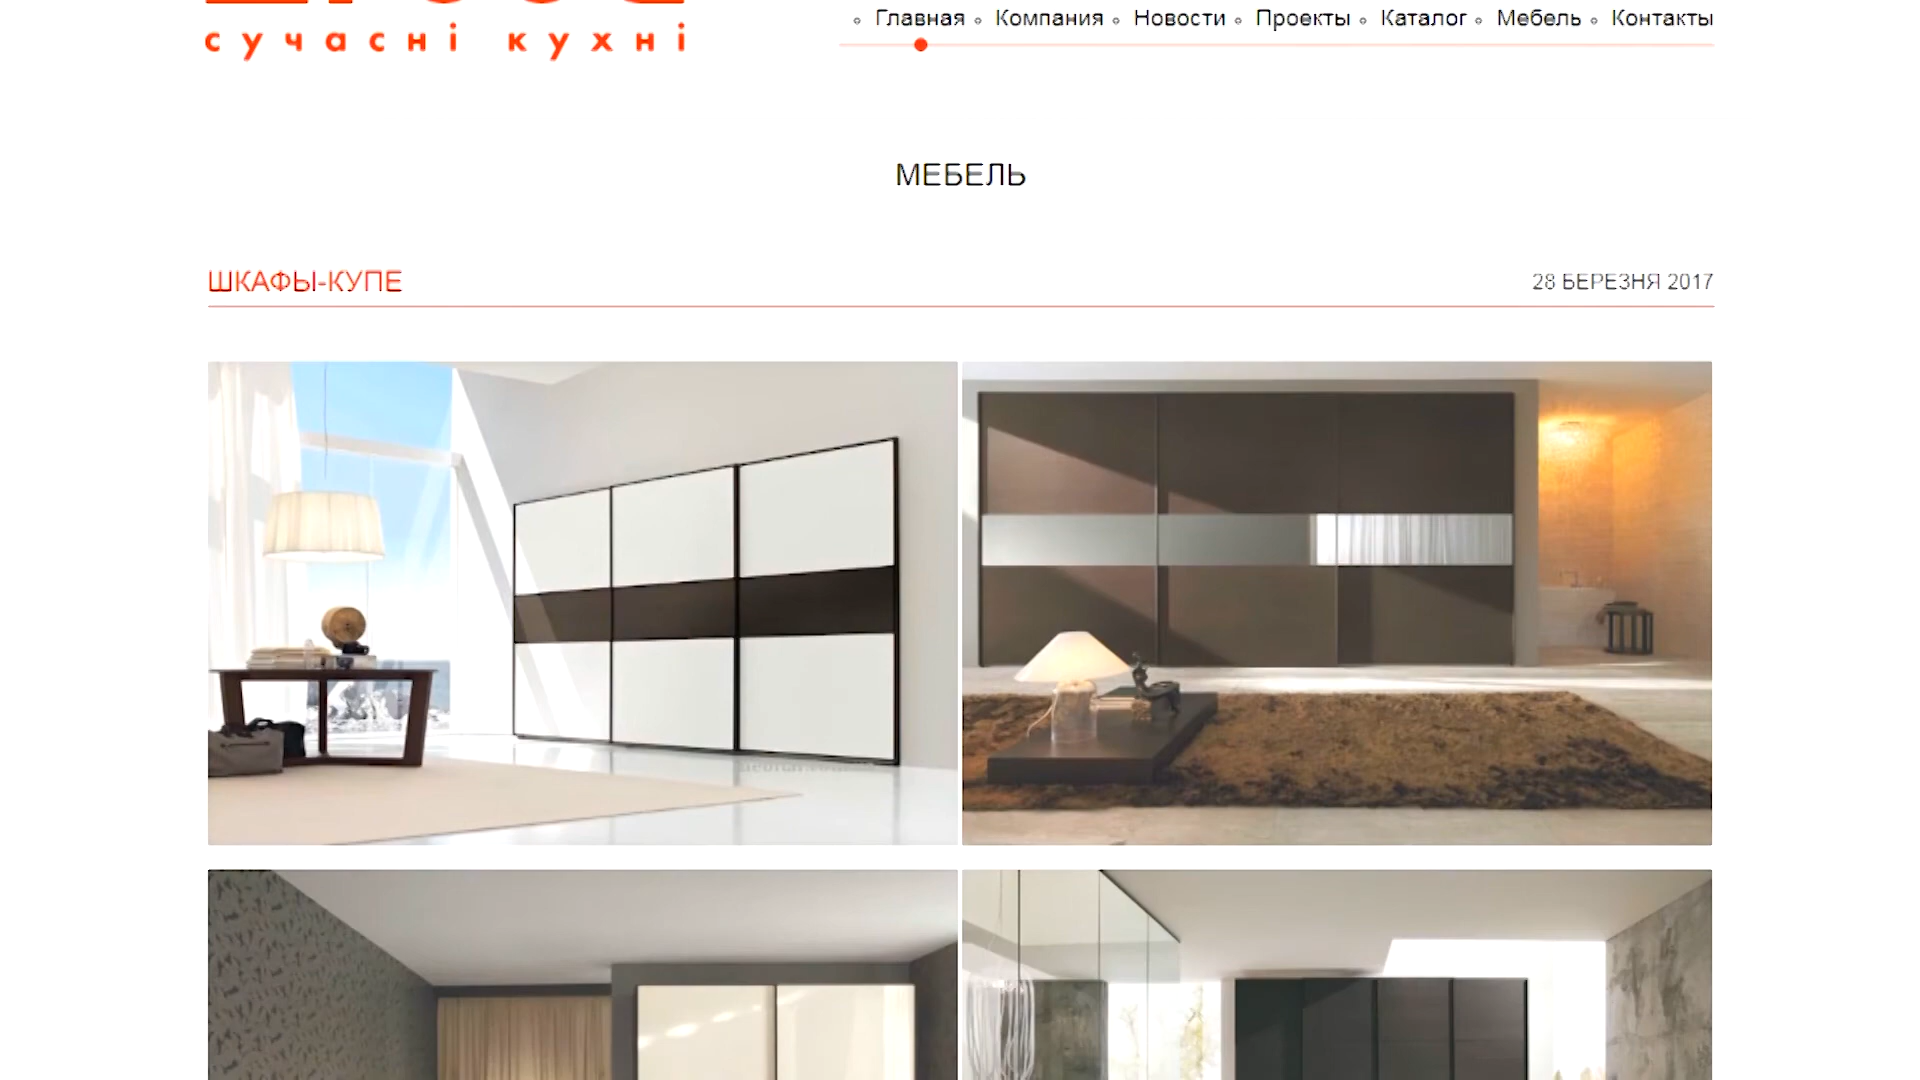 сучасні кухні
Главная Компания Новости Проекты Каталог Мебель Контакты
МЕБЕЛЬ
ШКАФЫ-КУПЕ
28 БЕРЕЗНЯ 2017